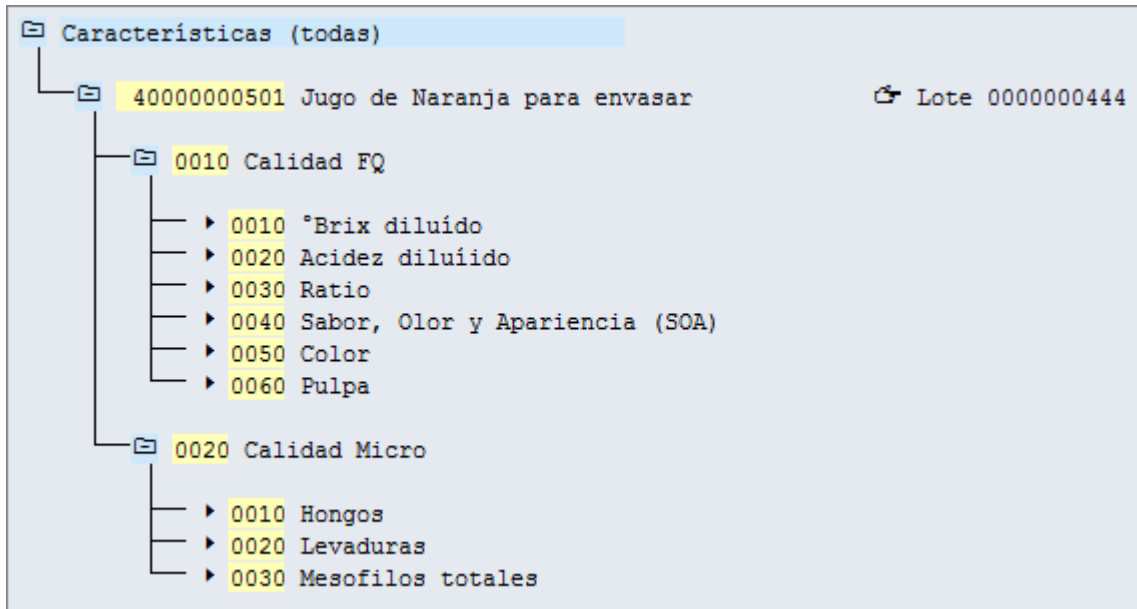 Características (todas)
40000000501 Jugo de Naranja para envasar Lote 0000000444
0010 Calidad FQ
0010 °Brix diluído
0020 Acidez diluíido
0030 Ratio
0040 Sabor, Olor y Apariencia (SOA)
0050 Color
0060 Pulpa
0020 Calidad Micro
0010 Hongos
0020 Levaduras
0030 Mesofilos totales